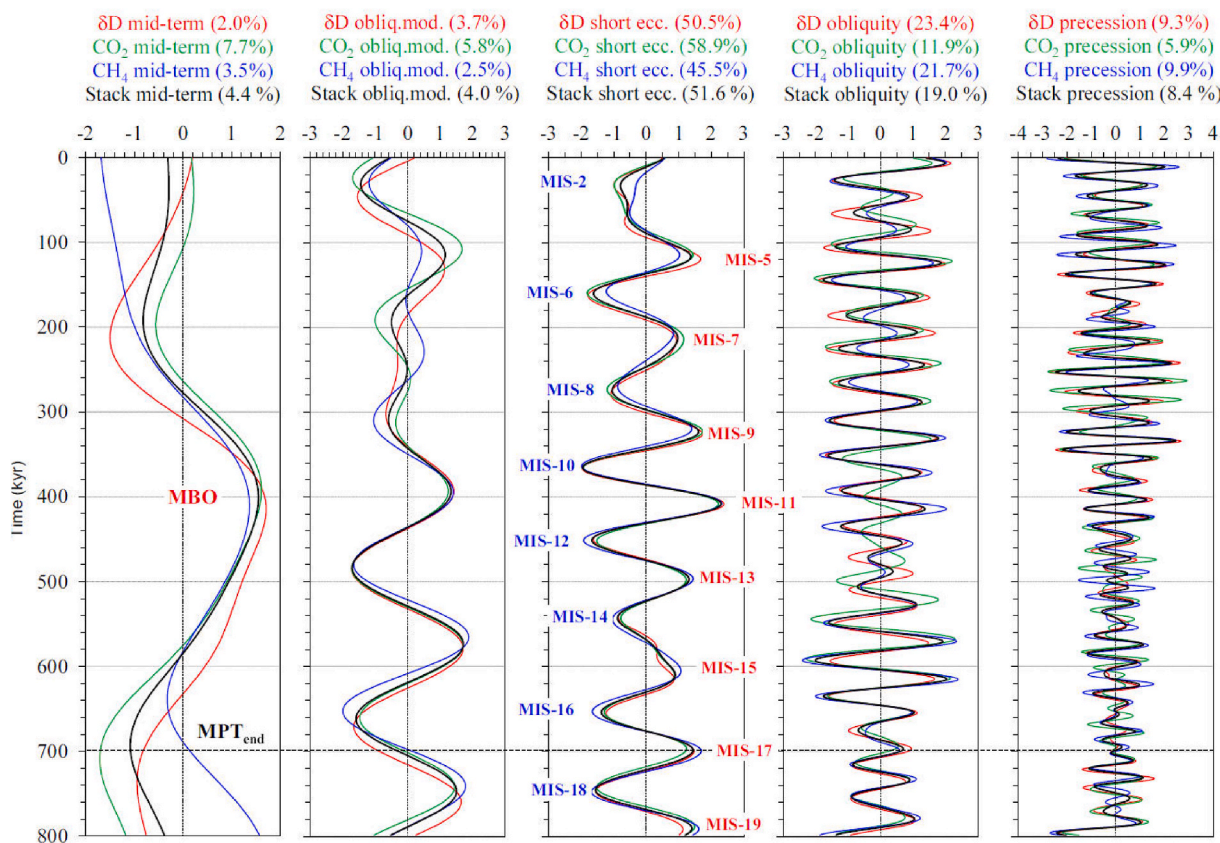 δD mid-term (2.0%)
CO2 mid-term (7.7%)
CH4 mid-term (3.5%)
Stack mid-term (4.4 %)
δD obliq.mod. (3.7%)
CO2 obliq.mod. (5.8%)
CH4 obliq.mod. (2.5%)
Stack obliq.mod. (4.0 %)
δD short ecc. (50.5%)
CO2 short ecc. (58.9%)
CH4 short ecc. (45.5%)
Stack short ecc. (51.6 %)
δD obliquity (23.4%)
CO2 obliquity (11.9%)
CH4 obliquity (21.7%)
Stack obliquity (19.0 %)
δD precession (9.3%)
CO2 precession (5.9%)
CH4 precession (9.9%)
Stack precession (8.4 %)
-2 -1 0 1 2
-3 -2 -1 0 1 2 3
-3 -2 -1 0 1 2 3
-3 -2 -1 0 1 2 3
-4 -3 -2 -1 0 1 2 3 4
Time (kyr)
0
100
200
300
400
500
600
700
800
MBO
MPTend
MIS-2
MIS-5
MIS-6
MIS-7
MIS-8
MIS-9
MIS-10
MIS-11
MIS-12
MIS-13
MIS-14
MIS-15
MIS-16
MIS-17
MIS-18
MIS-19